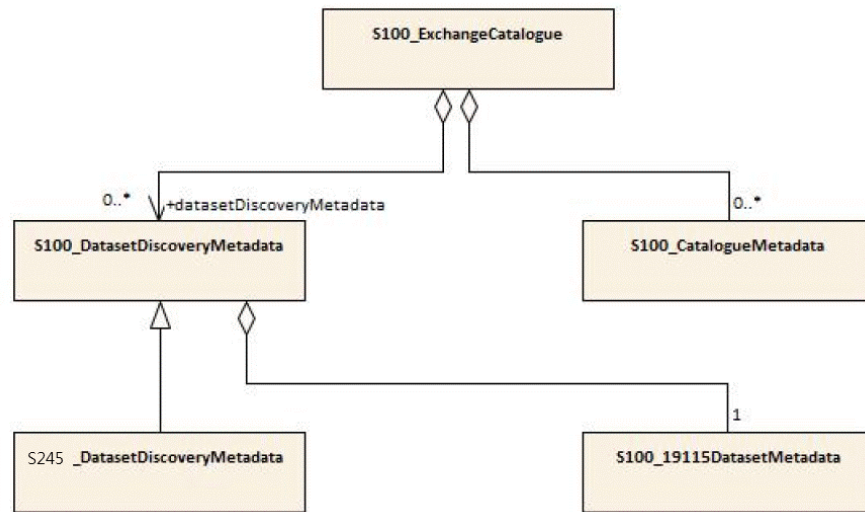 S100_ExchangeCatalogue
0..*
+datasetDiscoveryMetadata
0..*
S100_DatasetDiscoveryMetadata
S100_CatalogueMetadata
1
S245 _DatasetDiscoveryMetadata
S100_19115DatasetMetadata